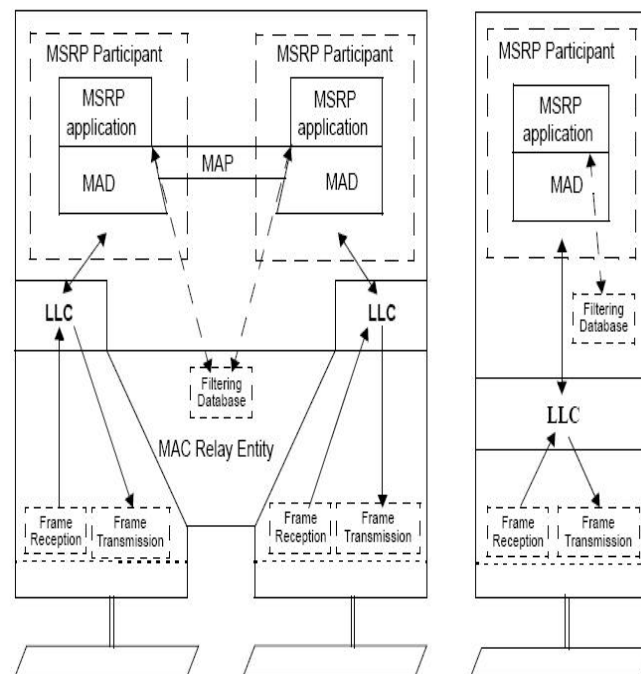 MSRP Participant
MSRP
application
MAD
MAP
MSRP Participant
MSRP
application
MAD
LLC
LLC
Filtering
Database
MAC Relay Entity
Frame
Reception
Frame
Transmission
Frame
Reception
Frame
Transmission
MSRP Participant
MSRP
application
MAD
Filtering
Database
LLC
Frame
Reception
Frame
Transmission